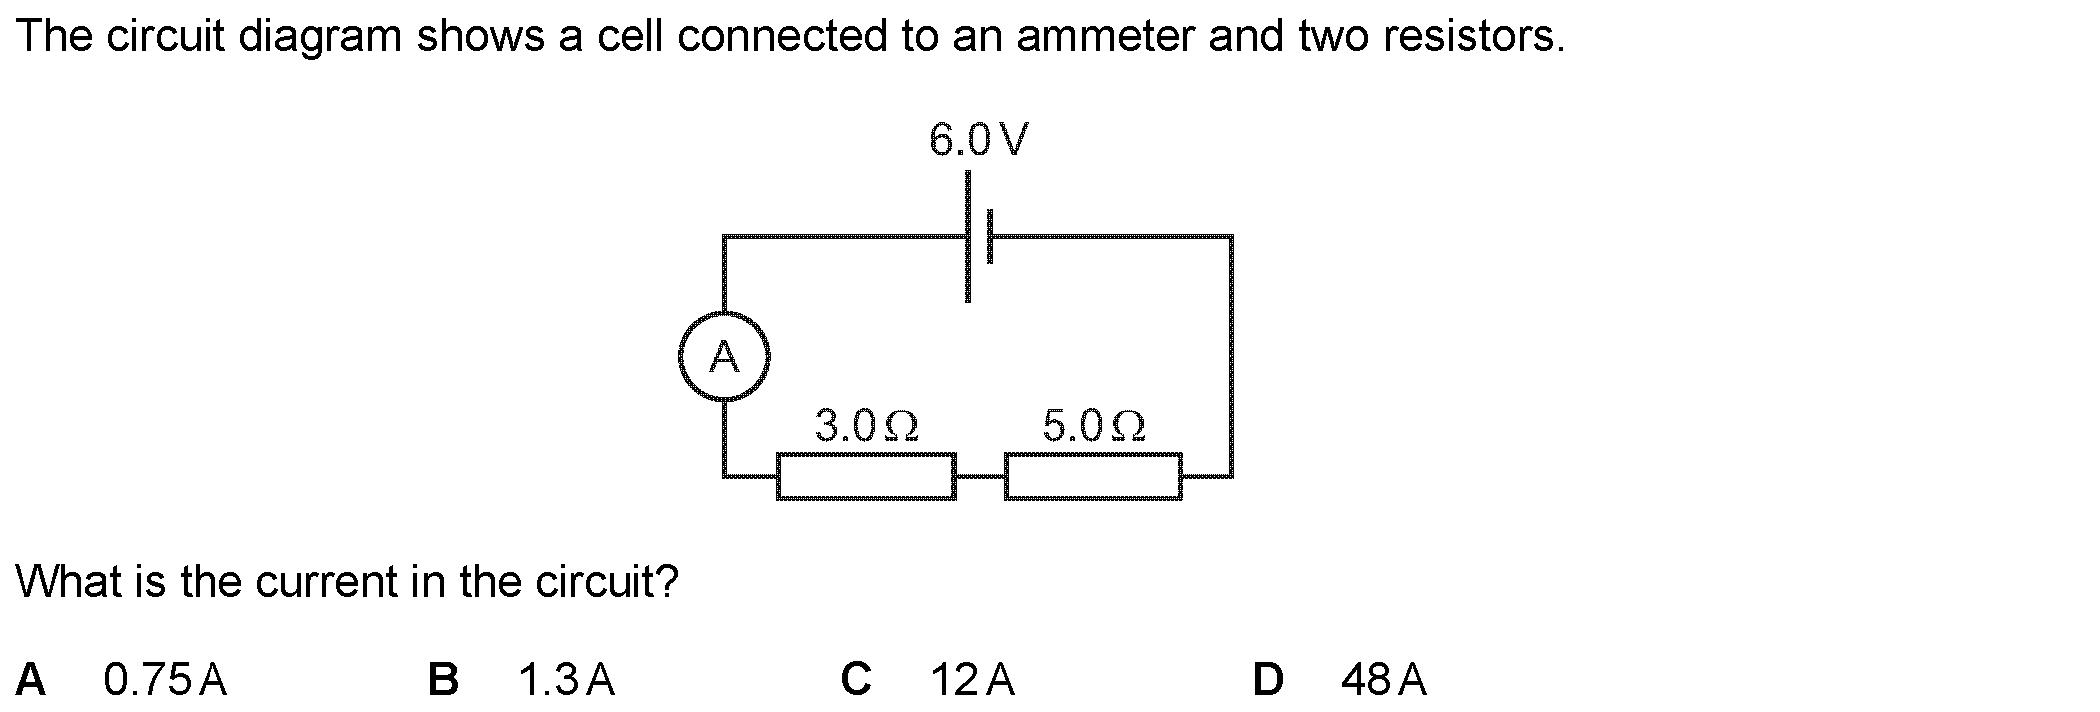 The circuit diagram shows a cell connected to an ammeter and two resistors.
6.0 V
A
3.0 Ω 5.0 Ω
What is the current in the circuit?
A 0.75 A B 1.3 A C 12 A D 48 A